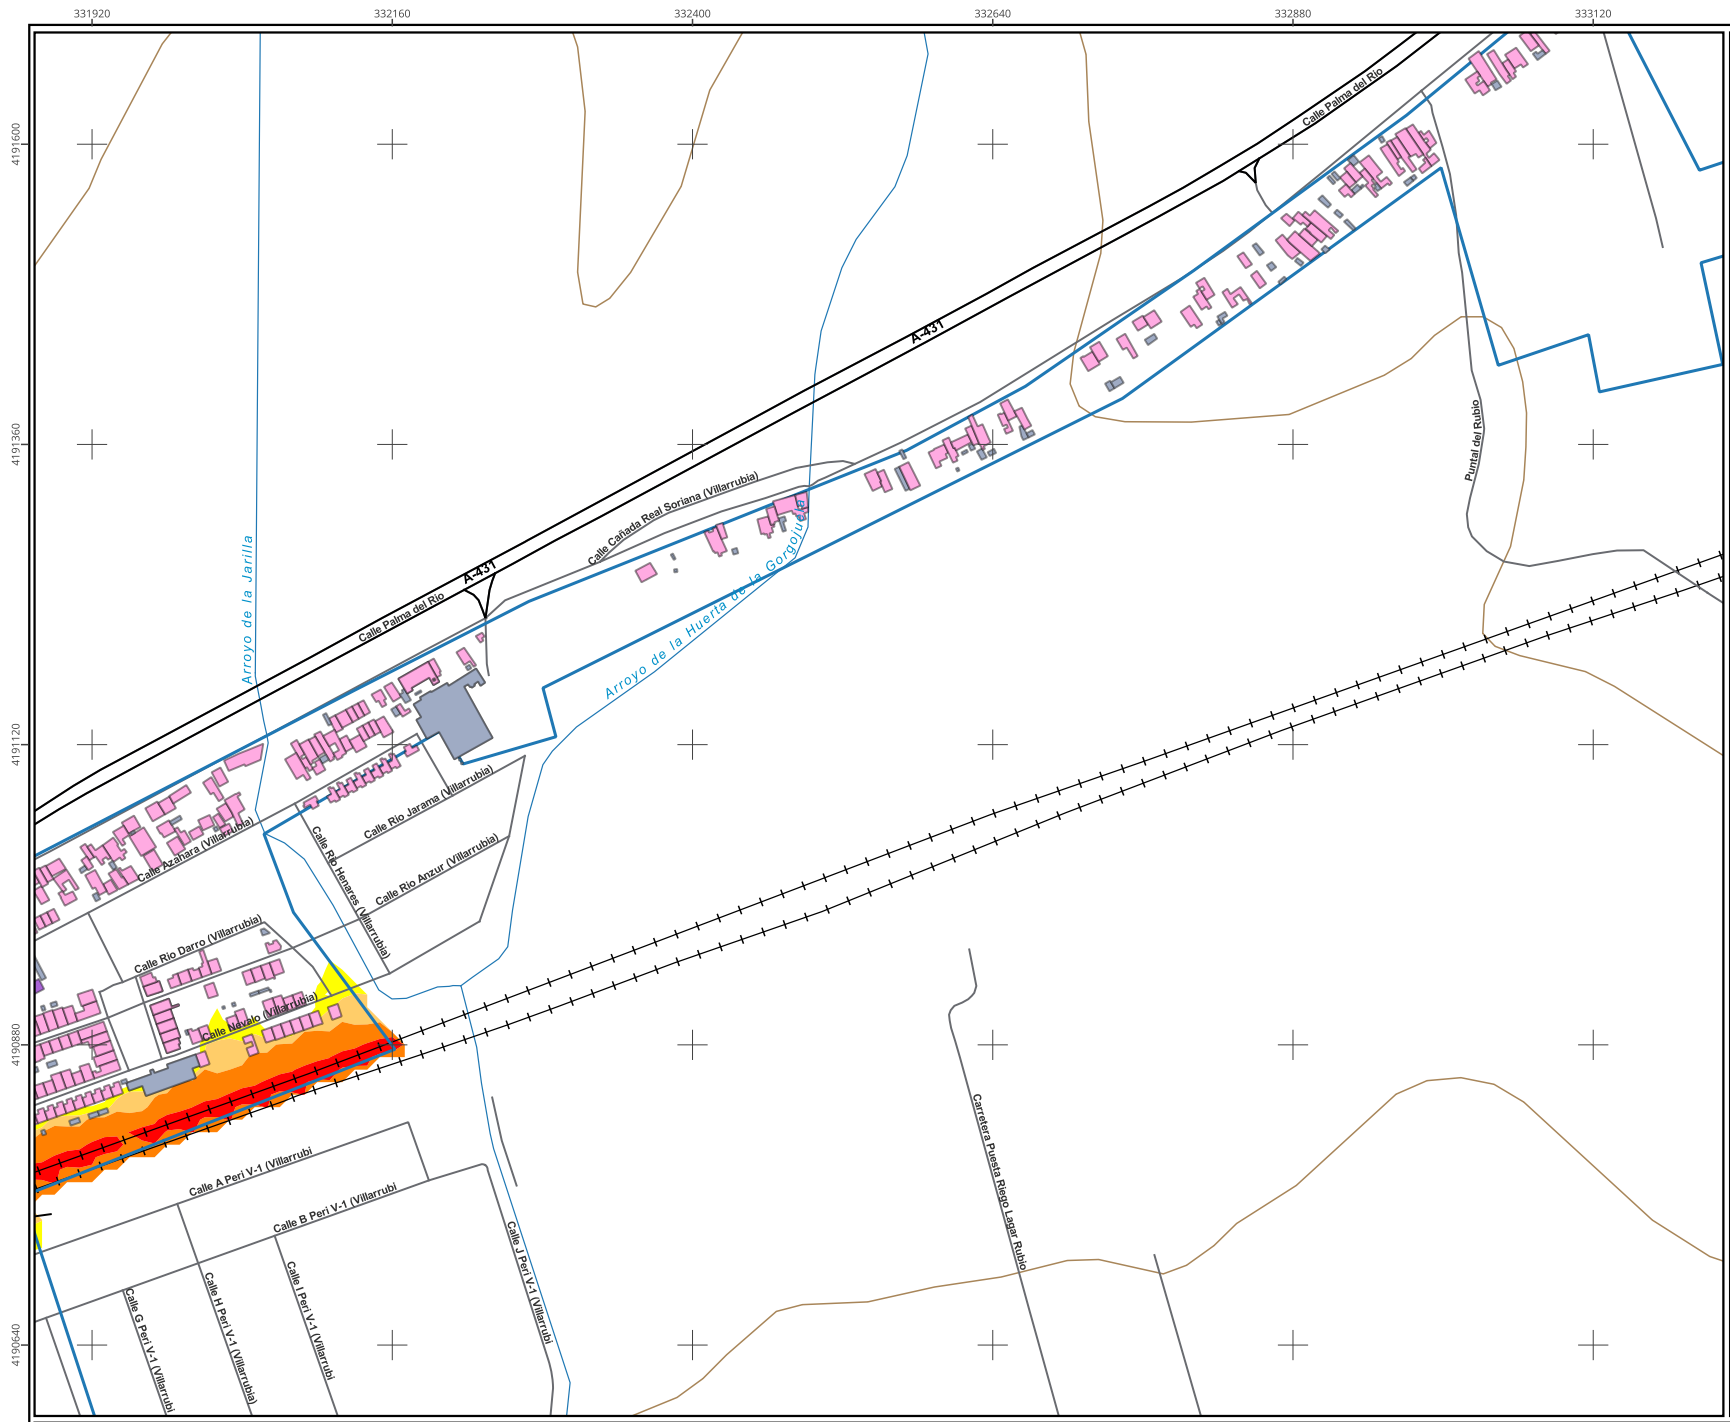 331920
332160
332400
332640
332880
333120
4191600
4191360
4191120
4190880
4190640
Calle Palma del Rio
A-431
Calle Cañada Real Soriana (Villarrubia)
Puntal del Rubio
Arroyo de la Jarilla
A-431
Calle Palma del Rio
Arroyo de la Huerta de la Gorgojuela
Calle Rio Jarama (Villarrubia)
Calle Azahara (Villarrubia)
Calle Rio Henares (Villarrubia)
Calle Rio Anzur (Villarrubia)
Calle Rio Darro (Villarrubia)
Calle Nevalo (Villarrubia)
Calle A Peri V-1 (Villarrubi
Calle B Peri V-1 (Villarrubi
Calle G Peri V-1 (Villarrubi
Calle H Peri V-1 (Villarrubia)
Calle I Peri V-1 (Villarrubi
Calle J Peri V-1 (Villarrubi
Carretera Puesta Riego Lagar Rubio